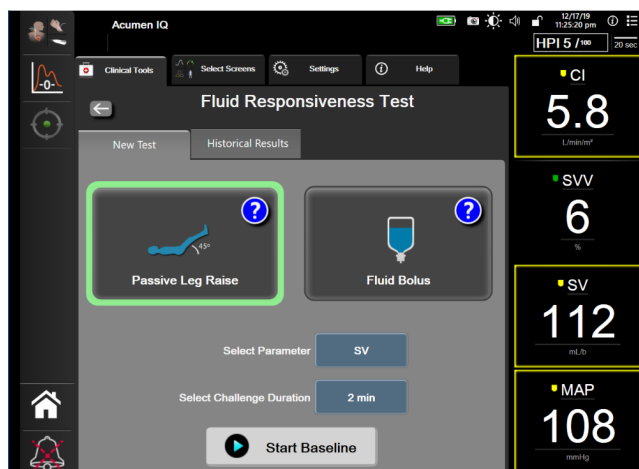 Acumen IQ
12/17/19
11:25:20 pm
HPI 5 /100
20 sec
Clinical Tools
Select Screens
Settings
Help
Fluid Responsiveness Test
New Test
Historical Results
?
45°
Passive Leg Raise
?
Fluid Bolus
Select Parameter
SV
Select Challenge Duration
2 min
Start Baseline
-0-
CI
5.8
L/min/m²
SVV
6
%
SV
112
mL/b
MAP
108
mmHg